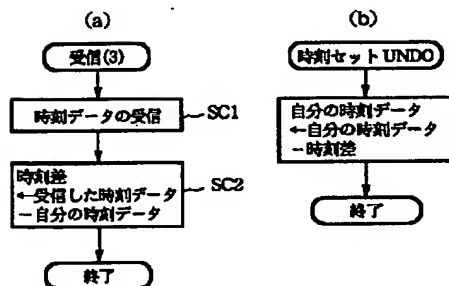 (a)
受信(3)
時刻データの受信
SC1
時刻差
←受信した時刻データ
−自分の時刻データ
SC2
終了
(b)
時刻セットUNDO
自分の時刻データ
←自分の時刻データ
−時刻差
終了